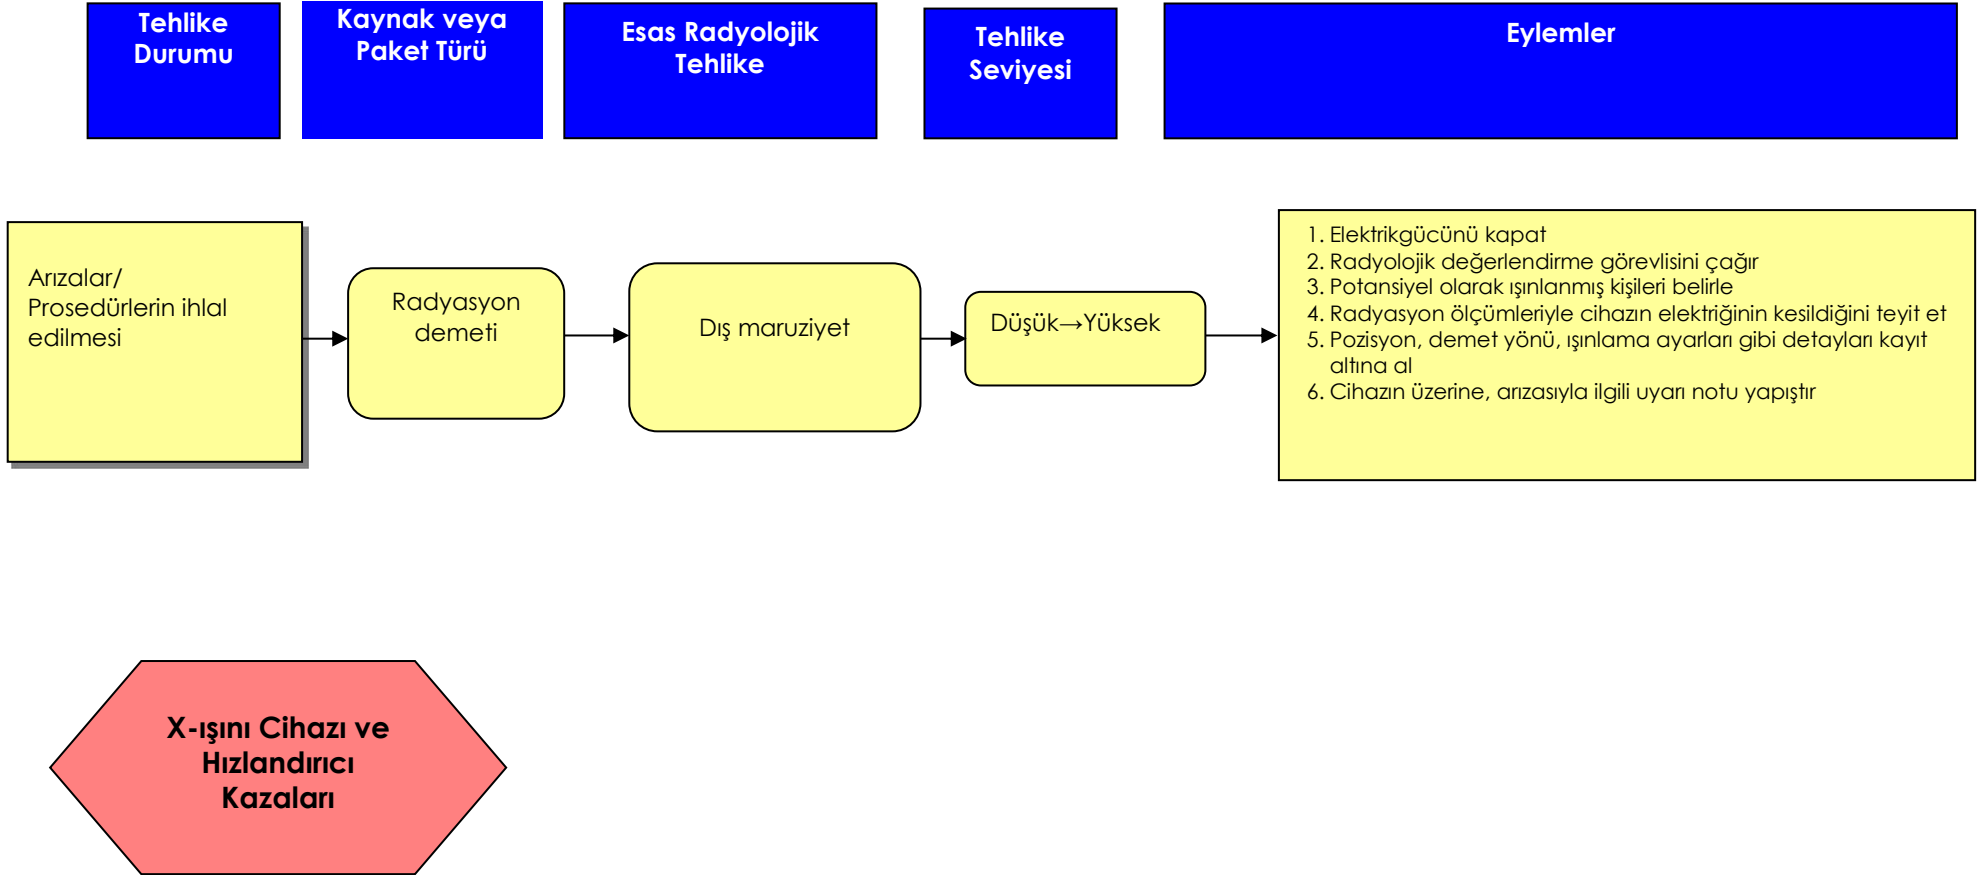 Tehlike
Durumu
Kaynak veya
Paket Türü
Esas Radyolojik
Tehlike
Tehlike
Seviyesi
Eylemler
Arızalar/
Prosedürlerin ihlal
edilmesi
Radyasyon
demeti
Dış maruziyet
Düşük→Yüksek
1. Elektrikgücünü kapat
2. Radyolojik değerlendirme görevlisini çağır
3. Potansiyel olarak ışınlanmış kişileri belirle
4. Radyasyon ölçümleriyle cihazın elektriğinin kesildiğini teyit et
5. Pozisyon, demet yönü, ışınlama ayarları gibi detayları kayıt
altına al
6. Cihazın üzerine, arızasıyla ilgili uyarı notu yapıştır
X-ışını Cihazı ve
Hızlandırıcı
Kazaları